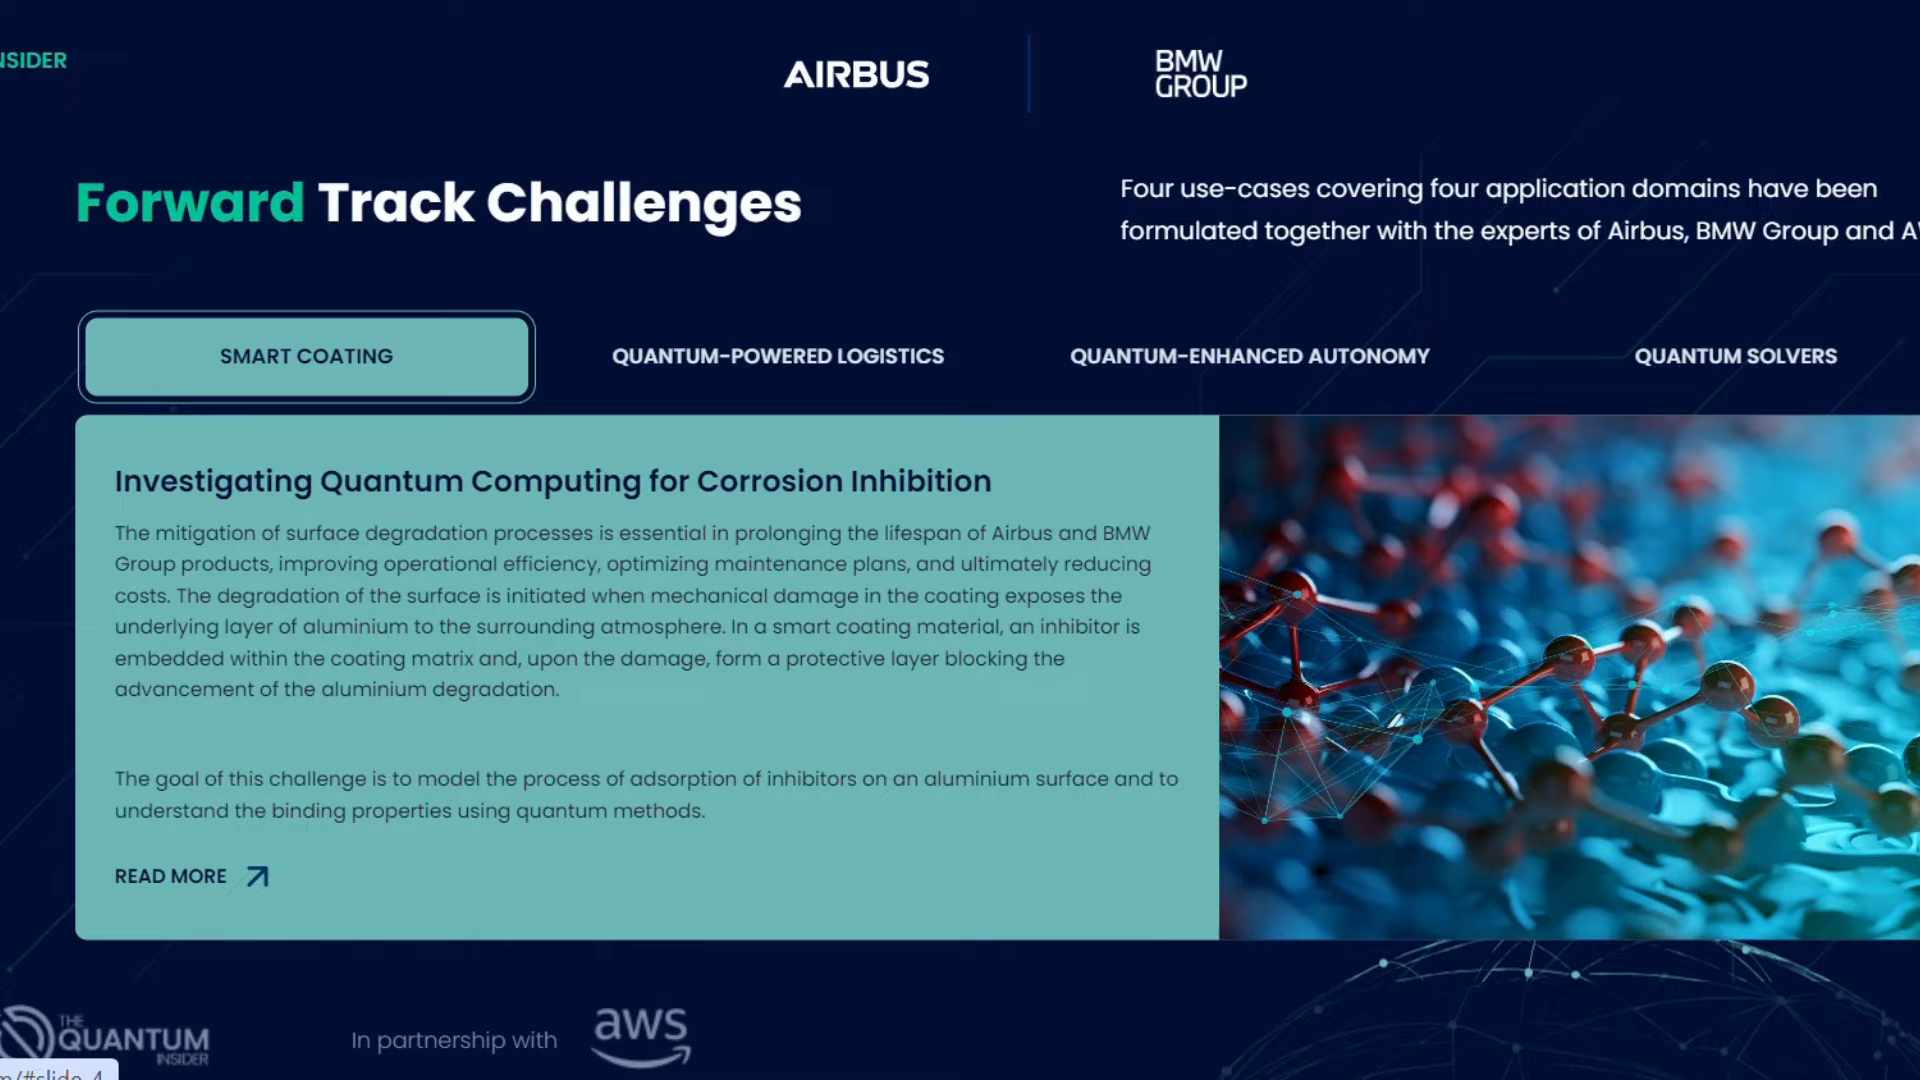 NSIDER
AIRBUS
BMW
GROUP
Forward Track Challenges
Four use-cases covering four application domains have been
formulated together with the experts of Airbus, BMW Group and
SMART COATING
QUANTUM-POWERED LOGISTICS
QUANTUM-ENHANCED AUTONOMY
QUANTUM SOLVERS
Investigating Quantum Computing for Corrosion Inhibition
The mitigation of surface degradation processes is essential in prolonging the lifespan of Airbus and BMW
Group products, improving operational efficiency, optimizing maintenance plans, and ultimately reducing
costs. The degradation of the surface is initiated when mechanical damage in the coating exposes the
underlying layer of aluminium to the surrounding atmosphere. In a smart coating material, an inhibitor is
embedded within the coating matrix and, upon the damage, form a protective layer blocking the
advancement of the aluminium degradation.
The goal of this challenge is to model the process of adsorption of inhibitors on an aluminium surface and to
understand the binding properties using quantum methods.
READ MORE
THE
QUANTUM
INSIDER
In partnership with
aws
/#slide-4